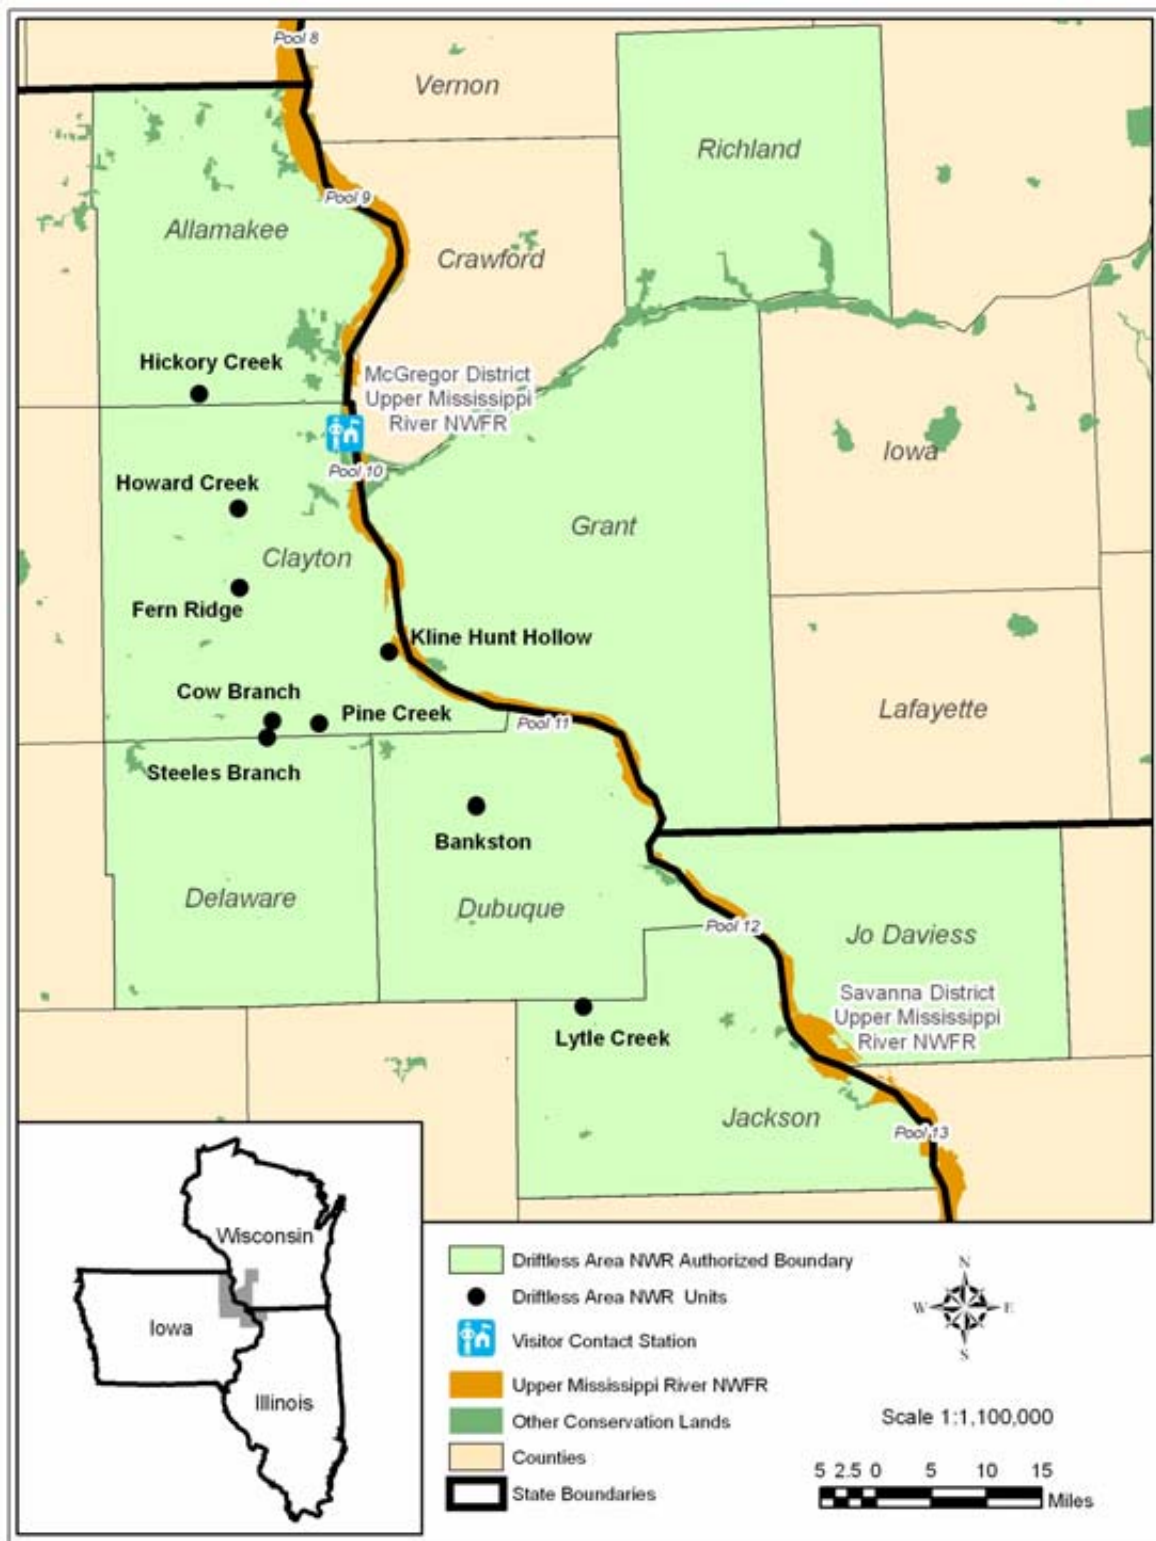 Pool 8
Vernon
Richland
Pool 9
Allamakee
Crawford
Hickory Creek
McGregor District
Upper Mississippi
River NWFR
Pool 10
Iowa
Howard Creek
Grant
Clayton
Fern Ridge
Kline Hunt Hollow
Cow Branch
Pine Creek
Pool 11
Lafayette
Steeles Branch
Bankston
Delaware
Dubuque
Pool 12
Jo Daviess
Savanna District
Upper Mississippi
River NWFR
Lytle Creek
Jackson
Pool 13
Wisconsin
Iowa
Illinois
Driftless Area NWR Authorized Boundary
Driftless Area NWR Units
Visitor Contact Station
Upper Mississippi River NWFR
Other Conservation Lands
Counties
State Boundaries
N
W E
S
Scale 1:1,100,000
5 2.5 0 5 10 15
Miles